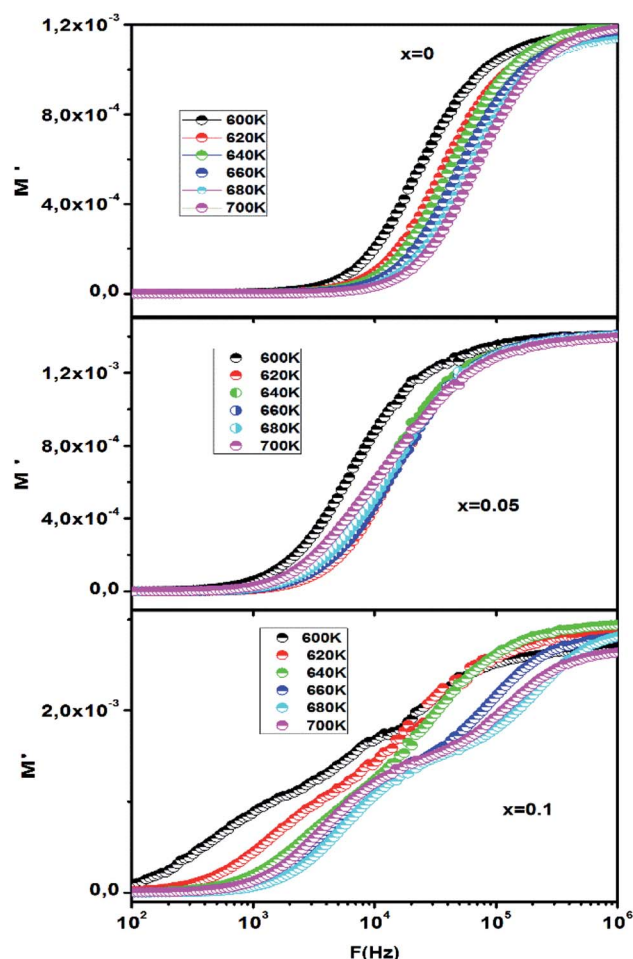 1,2x10⁻³
x=0
8,0x10⁻⁴
600K
620K
640K
660K
680K
700K
M '
4,0x10⁻⁴
0,0
1,2x10⁻³
600K
620K
640K
660K
680K
700K
M '
8,0x10⁻⁴
x=0.05
4,0x10⁻⁴
0,0
600K
620K
640K
660K
680K
700K
2,0x10⁻³
M'
x=0.1
0,0
10² 10³ 10⁴ 10⁵ 10⁶
F(Hz)